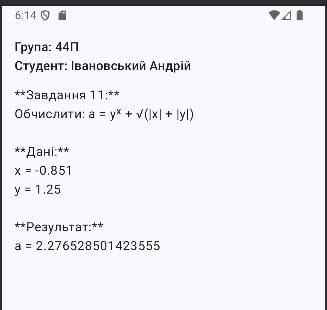 6:14
Група: 44П
Студент: Івановський Андрій
**Завдання 11:**
Обчислити: a = yˣ + √(|x| + |y|)
**Дані:**
x = -0.851
y = 1.25
**Результат:**
a = 2.276528501423555